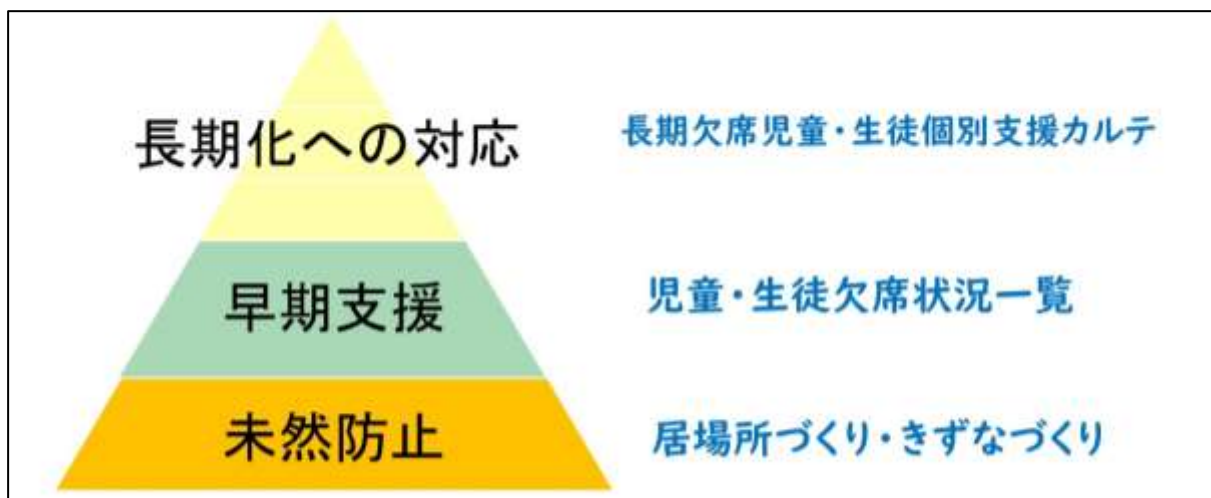 長期化への対応
長期欠席児童・生徒個別支援カルテ
早期支援
児童・生徒欠席状況一覧
未然防止
居場所づくり・きずなづくり